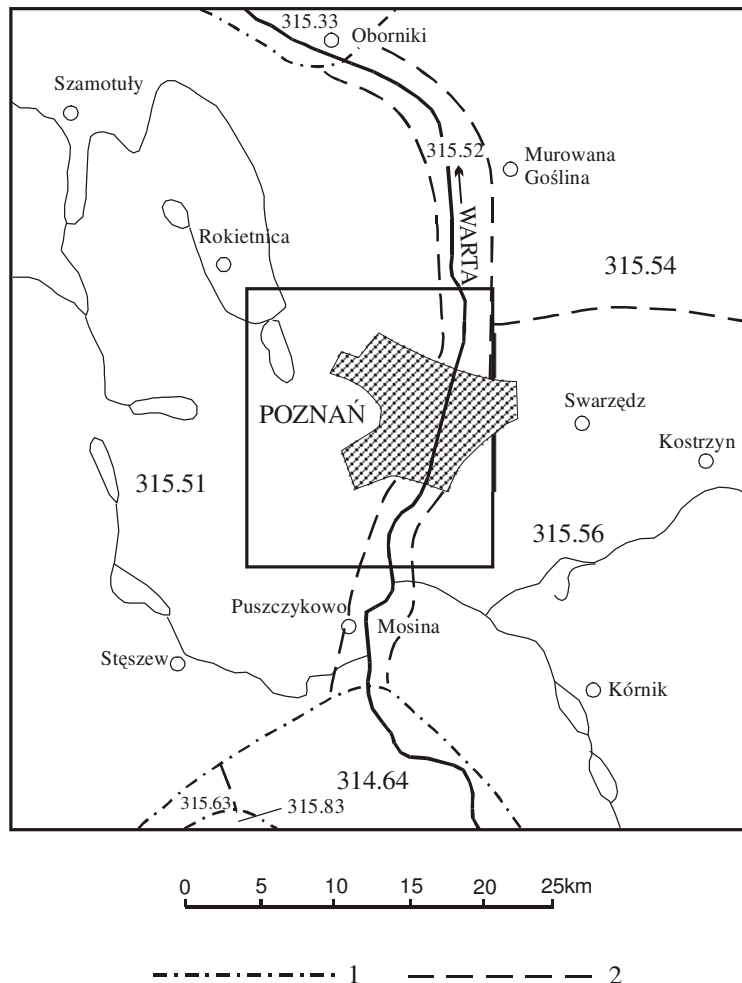 315.33
Oborniki
Szamotuły
315.52
Murowana
Goślina
WARTA
Rokietnica
315.54
POZNAŃ
Swarzędz
Kostrzyn
315.51
315.56
Puszczykowo
Mosina
Stęszew
Kórnik
314.64
315.63
315.83
0 5 10 15 20 25km
1 2